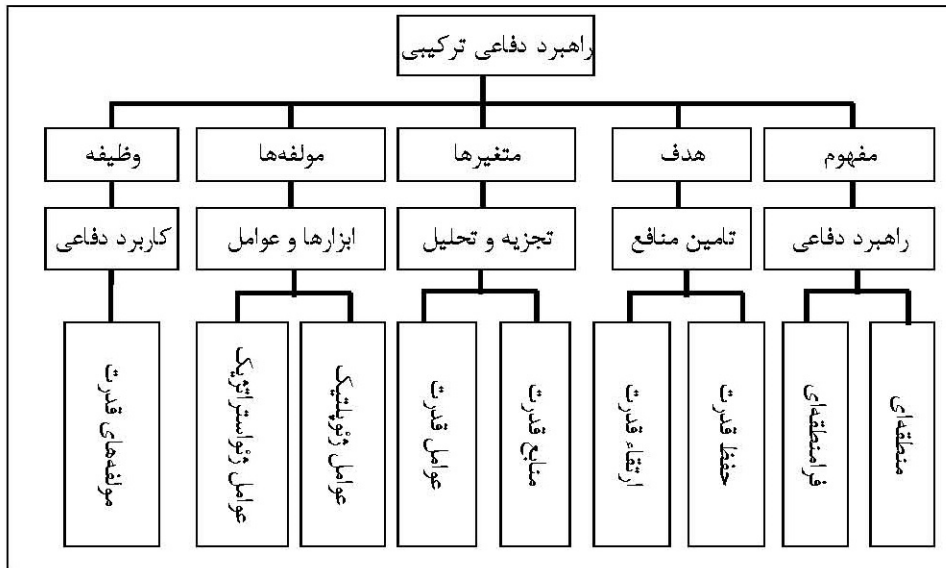 راهبرد دفاعی ترکیبی
مفهوم
هدف
متغیرها
مولفه‌ها
وظیفه
راهبرد دفاعی
تامین منافع
تجزیه و تحلیل
ابزارها و عوامل
کاربرد دفاعی
منطقه‌ای
فرامنطقه‌ای
حفظ قدرت
ارتقاء قدرت
منابع قدرت
عوامل قدرت
عوامل ژئوپلتیک
عوامل ژئواستراتژیک
مولفه‌های قدرت